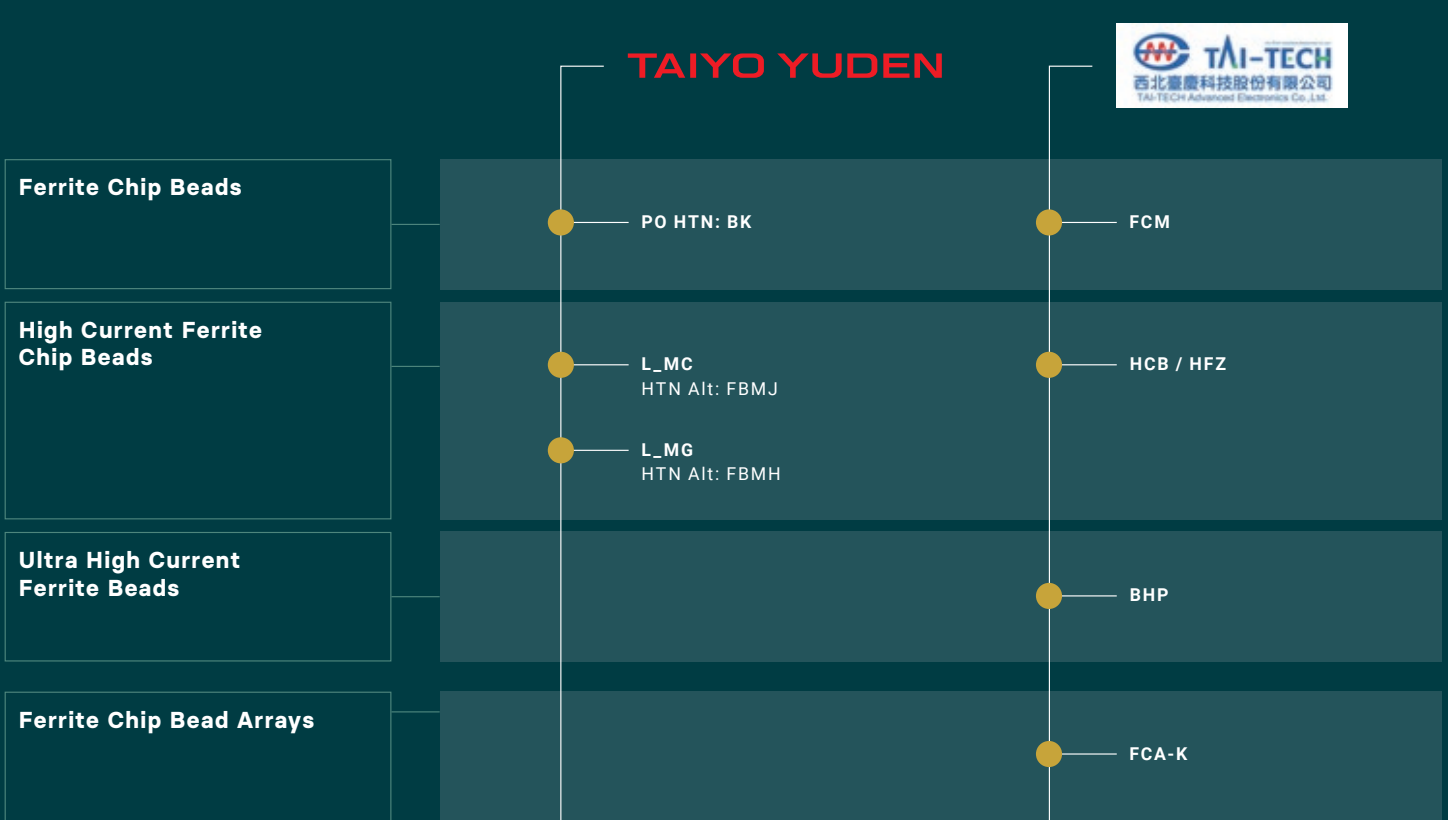 TAIYO YUDEN
TAI-TECH
西北臺慶科技股份有限公司
TAI-TECH Advanced Electronics Co.,Ltd.
Ferrite Chip Beads
PO HTN: BK
FCM
High Current Ferrite
Chip Beads
L_MC
HTN Alt: FBMJ
HCB / HFZ
L_MG
HTN Alt: FBMH
Ultra High Current
Ferrite Beads
BHP
Ferrite Chip Bead Arrays
FCA-K